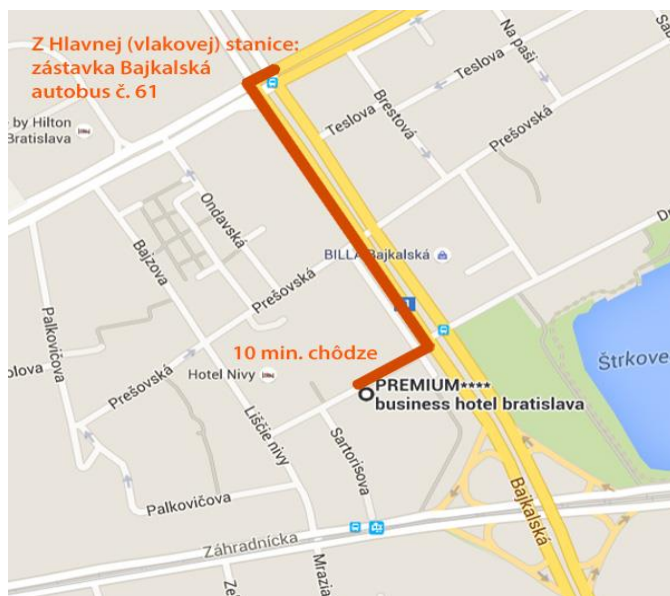 Z Hlavnej (vlakovej) stanice:
zástavka Bajkalská
autobus č. 61
by Hilton
Bratislava
Na paši
Teslova
Brestová
Teslova
Prešovská
Ondavská
Bajzova
BILLA Bajkalská
Prešovská
Palkovičova
10 min. chôdze
Štrkove
olova
Hotel Nivy
PREMIUM****
business hotel bratislava
Prešovská
Liščie nivy
Sartorisova
Palkovičova
Bajkalská
Záhradnícka
Mrazia